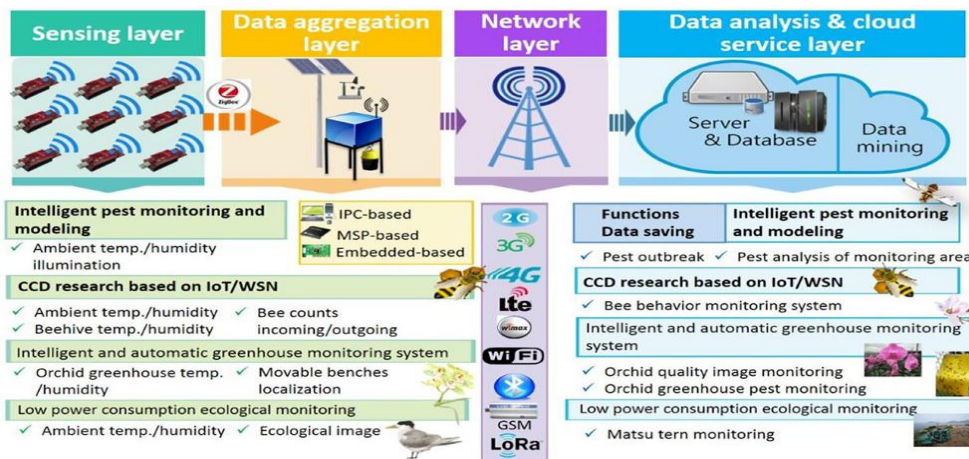 Sensing layer
Data aggregation
layer
Network
layer
Data analysis & cloud
service layer
ZigBee
Server
& Database
Data
mining
Intelligent pest monitoring and
modeling
✓ Ambient temp./humidity
illumination
IPC-based
MSP-based
Embedded-based
CCD research based on IoT/WSN
✓ Ambient temp./humidity
✓ Beehive temp./humidity
✓ Bee counts
incoming/outgoing
Intelligent and automatic greenhouse monitoring system
✓ Orchid greenhouse temp.
/humidity
✓ Movable benches
localization
Low power consumption ecological monitoring
✓ Ambient temp./humidity
✓ Ecological image
2G
3G
4G
Lte
wimax
WiFi
GSM
LoRa
Functions
Data saving
Intelligent pest monitoring
and modeling
✓ Pest outbreak
✓ Pest analysis of monitoring area
CCD research based on IoT/WSN
✓ Bee behavior monitoring system
Intelligent and automatic greenhouse monitoring
system
✓ Orchid quality image monitoring
✓ Orchid greenhouse pest monitoring
Low power consumption ecological monitoring
✓ Matsu tern monitoring